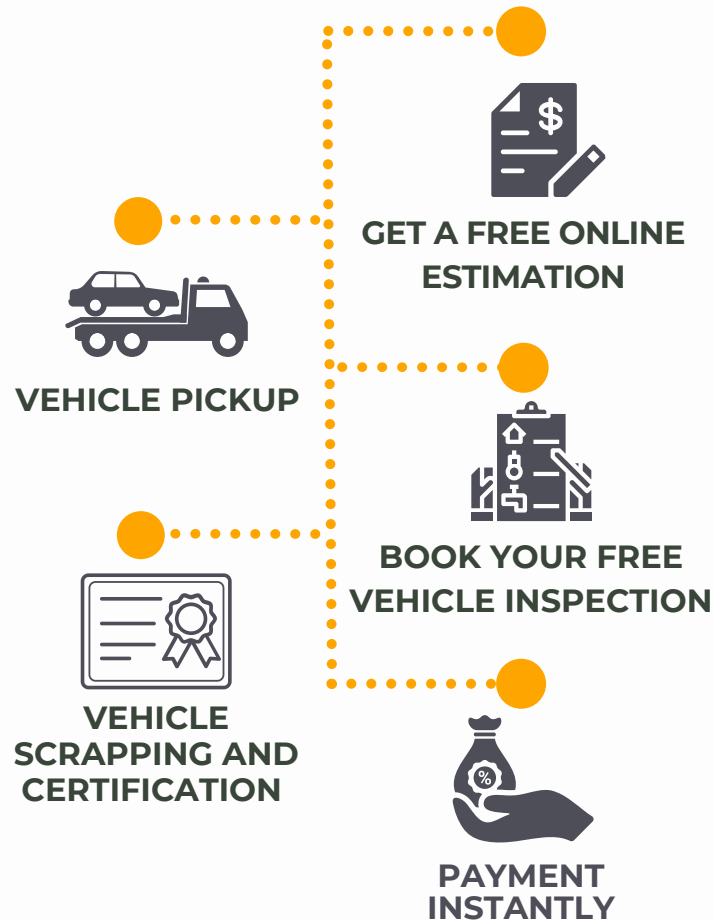 GET A FREE ONLINE
ESTIMATION
VEHICLE PICKUP
BOOK YOUR FREE
VEHICLE INSPECTION
VEHICLE
SCRAPPING AND
CERTIFICATION
PAYMENT
INSTANTLY